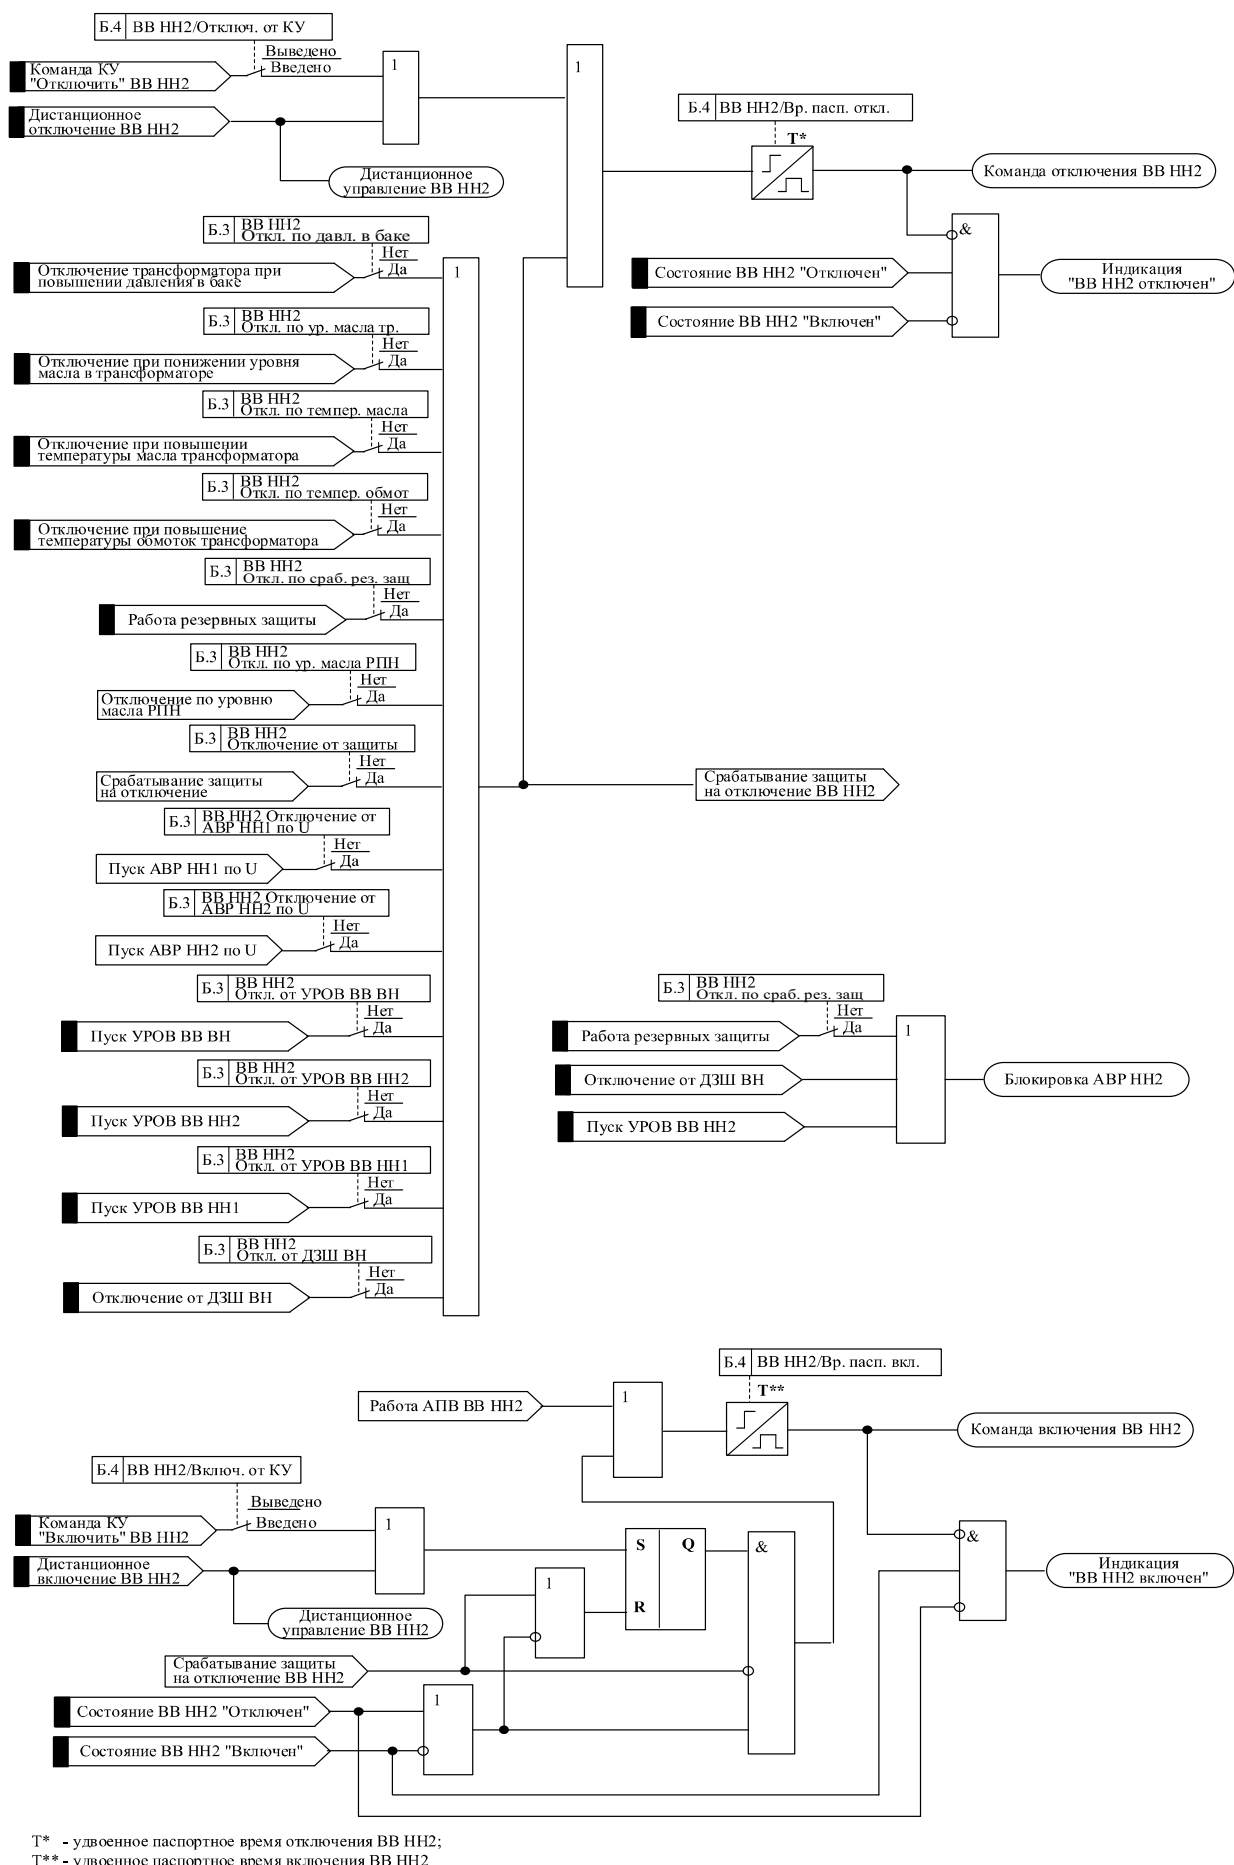 Б.4 ВВ НН2/Отключ. от КУ
Выведено
Введено
Команда КУ
"Отключить" ВВ НН2
1
Дистанционное
отключение ВВ НН2
Дистанционное
управление ВВ НН2
1
Б.4 ВВ НН2/Вр. пасп. откл.
T*
Команда отключения ВВ НН2
&
Состояние ВВ НН2 "Отключен"
Состояние ВВ НН2 "Включен"
Индикация
"ВВ НН2 отключен"
Б.3 ВВ НН2
Откл. по давл. в баке
Нет
Да
Отключение трансформатора при
повышении давления в баке
1
Б.3 ВВ НН2
Откл. по ур. масла тр.
Нет
Да
Отключение при понижении уровня
масла в трансформаторе
Б.3 ВВ НН2
Откл. по темпер. масла
Нет
Да
Отключение при повышении
температуры масла трансформатора
Б.3 ВВ НН2
Откл. по темпер. обмот
Нет
Да
Отключение при повышение
температуры обмоток трансформатора
Б.3 ВВ НН2
Откл. по сраб. рез. защ
Нет
Да
Работа резервных защиты
Б.3 ВВ НН2
Откл. по ур. масла РПН
Нет
Да
Отключение по уровню
масла РПН
Б.3 ВВ НН2
Отключение от защиты
Нет
Да
Срабатывание защиты
на отключение
Срабатывание защиты
на отключение ВВ НН2
Б.3 ВВ НН2 Отключение от
АВР НН1 по U
Нет
Да
Пуск АВР НН1 по U
Б.3 ВВ НН2 Отключение от
АВР НН2 по U
Нет
Да
Пуск АВР НН2 по U
Б.3 ВВ НН2
Откл. от УРОВ ВВ ВН
Нет
Да
Пуск УРОВ ВВ ВН
Б.3 ВВ НН2
Откл. от УРОВ ВВ НН2
Нет
Да
Пуск УРОВ ВВ НН2
Б.3 ВВ НН2
Откл. от УРОВ ВВ НН1
Нет
Да
Пуск УРОВ ВВ НН1
Б.3 ВВ НН2
Откл. от ДЗШ ВН
Нет
Да
Отключение от ДЗШ ВН
Б.3 ВВ НН2
Откл. по сраб. рез. защ
Нет
Да
Работа резервных защиты
1
Отключение от ДЗШ ВН
Пуск УРОВ ВВ НН2
Блокировка АВР НН2
Б.4 ВВ НН2/Вр. пасп. вкл.
T**
Работа АПВ ВВ НН2
1
Команда включения ВВ НН2
Б.4 ВВ НН2/Включ. от КУ
Выведено
Введено
Команда КУ
"Включить" ВВ НН2
1
Дистанционное
включение ВВ НН2
Дистанционное
управление ВВ НН2
S Q
R
1
&
&
Индикация
"ВВ НН2 включен"
Срабатывание защиты
на отключение ВВ НН2
1
Состояние ВВ НН2 "Отключен"
Состояние ВВ НН2 "Включен"
T* - удвоенное паспортное время отключения ВВ НН2;
T** - удвоенное паспортное время включения ВВ НН2